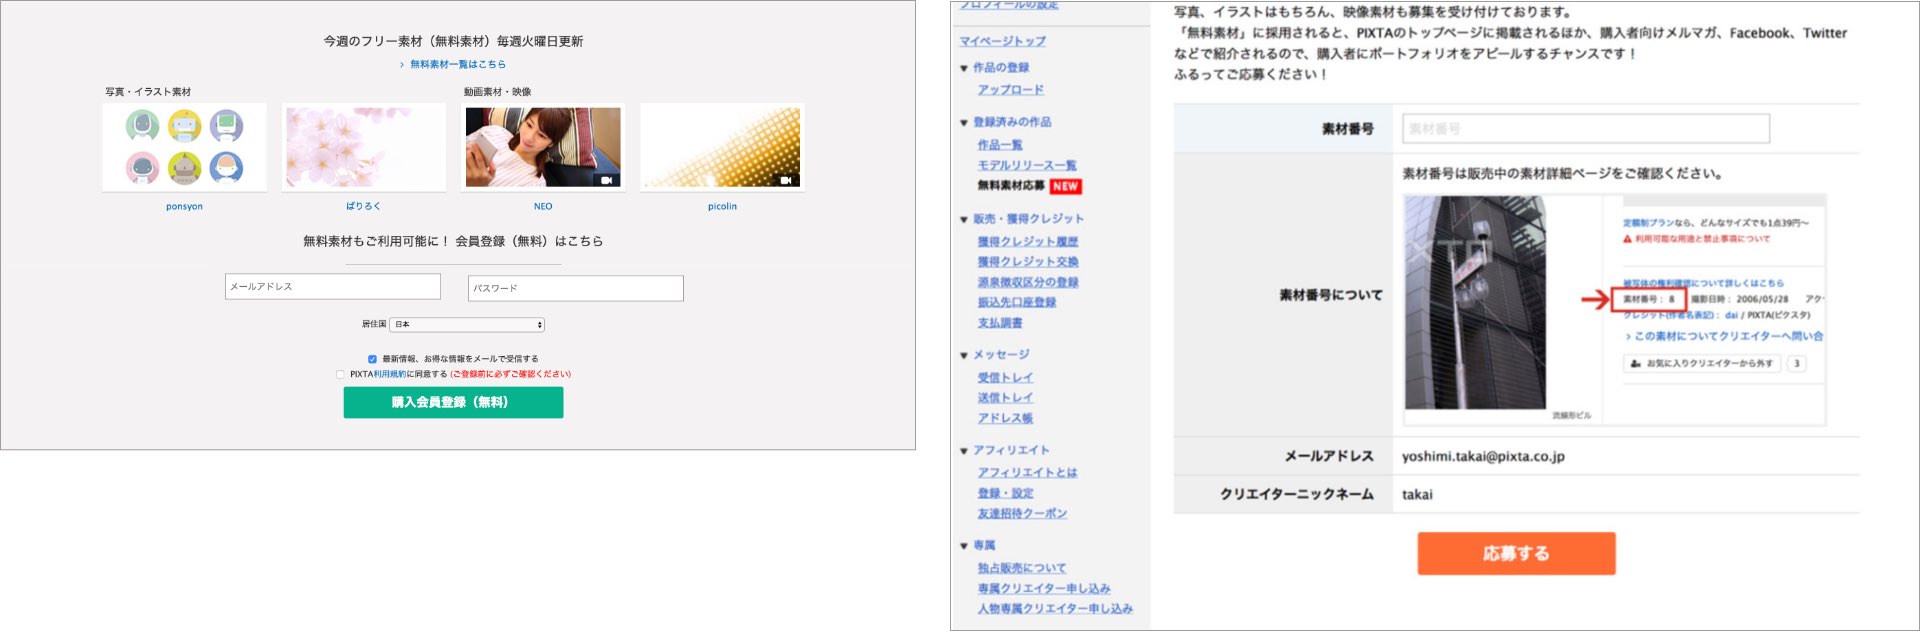 今週のフリー素材（無料素材）毎週火曜日更新
› 無料素材一覧はこちら
写真・イラスト素材
動画素材・映像
ponsyon
ぱりろく
NEO
picolin
無料素材もご利用可能に！ 会員登録（無料）はこちら
メールアドレス
パスワード
居住国 日本
最新情報、お得な情報をメールで受信する
PIXTA利用規約に同意する (ご登録前に必ずご確認ください)
購入会員登録（無料）
プロフィールの設定
マイページトップ
▼ 作品の登録
アップロード
▼ 登録済みの作品
作品一覧
モデルリリース一覧
無料素材応募 NEW
▼ 販売・獲得クレジット
獲得クレジット履歴
獲得クレジット交換
源泉徴収区分の登録
振込先口座登録
支払調書
▼ メッセージ
受信トレイ
送信トレイ
アドレス帳
▼ アフィリエイト
アフィリエイトとは
登録・設定
友達招待クーポン
▼ 専属
独占販売について
専属クリエイター申し込み
人物専属クリエイター申し込み
写真、イラストはもちろん、映像素材も募集を受け付けております。
「無料素材」に採用されると、PIXTAのトップページに掲載されるほか、購入者向けメルマガ、Facebook、Twitter
などで紹介されるので、購入者にポートフォリオをアピールするチャンスです！
ふるってご応募ください！
素材番号
素材番号
素材番号について
素材番号は販売中の素材詳細ページをご確認ください。
定額制プランなら、どんなサイズでも1点39円〜
利用可能な用途と禁止事項について
被写体の権利確認について詳しくはこちら
素材番号： 8 撮影日時： 2006/05/28 アク
クレジット(作者名表記)： dai / PIXTA(ピクスタ)
› この素材についてクリエイターへ問い合
お気に入りクリエイターから外す 3
流線形ビル
メールアドレス
yoshimi.takai@pixta.co.jp
クリエイターニックネーム
takai
応募する